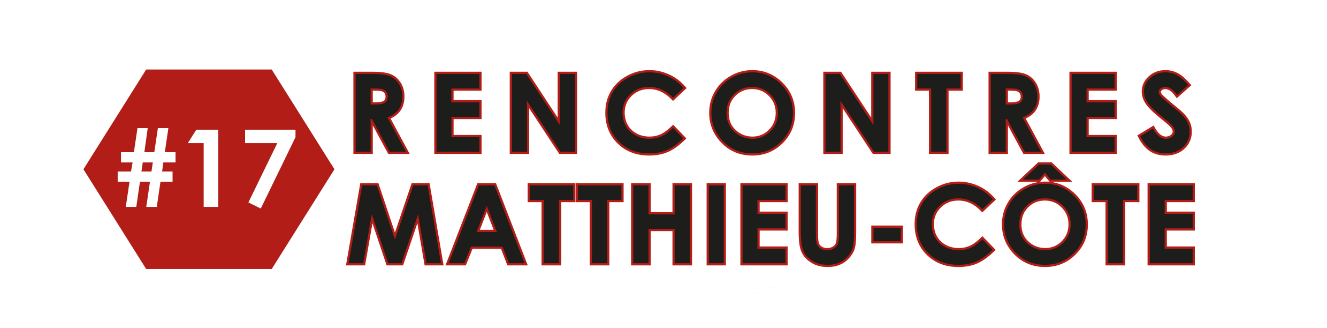 #17
RENCONTRES
MATTHIEU-CÔTE